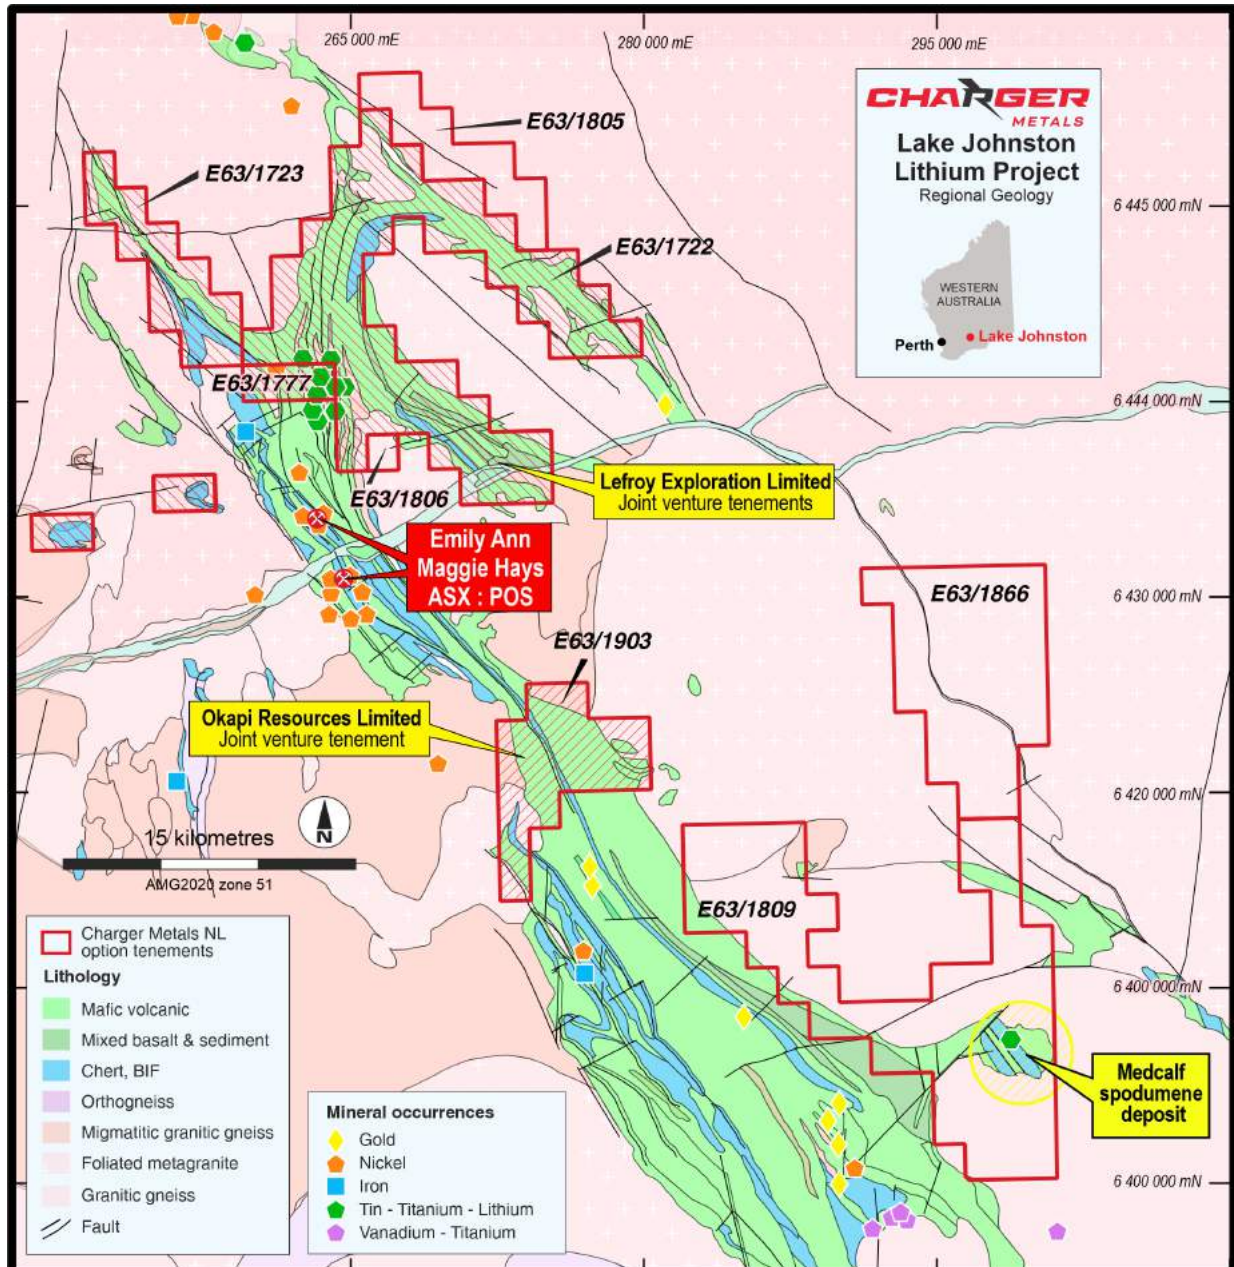 265 000 mE
280 000 mE
295 000 mE
CHARGER
METALS
Lake Johnston
Lithium Project
Regional Geology
WESTERN
AUSTRALIA
Perth
Lake Johnston
E63/1805
E63/1723
6 445 000 mN
E63/1722
E63/1777
6 444 000 mN
Lefroy Exploration Limited
Joint venture tenements
E63/1806
Emily Ann
Maggie Hays
ASX : POS
E63/1866
6 430 000 mN
E63/1903
Okapi Resources Limited
Joint venture tenement
6 420 000 mN
15 kilometres
N
AMG2020 zone 51
E63/1809
6 400 000 mN
Medcalf
spodumene
deposit
6 400 000 mN
Charger Metals NL
option tenements
Lithology
Mafic volcanic
Mixed basalt & sediment
Chert, BIF
Orthogneiss
Migmatitic granitic gneiss
Foliated metagranite
Granitic gneiss
Fault
Mineral occurrences
Gold
Nickel
Iron
Tin - Titanium - Lithium
Vanadium - Titanium